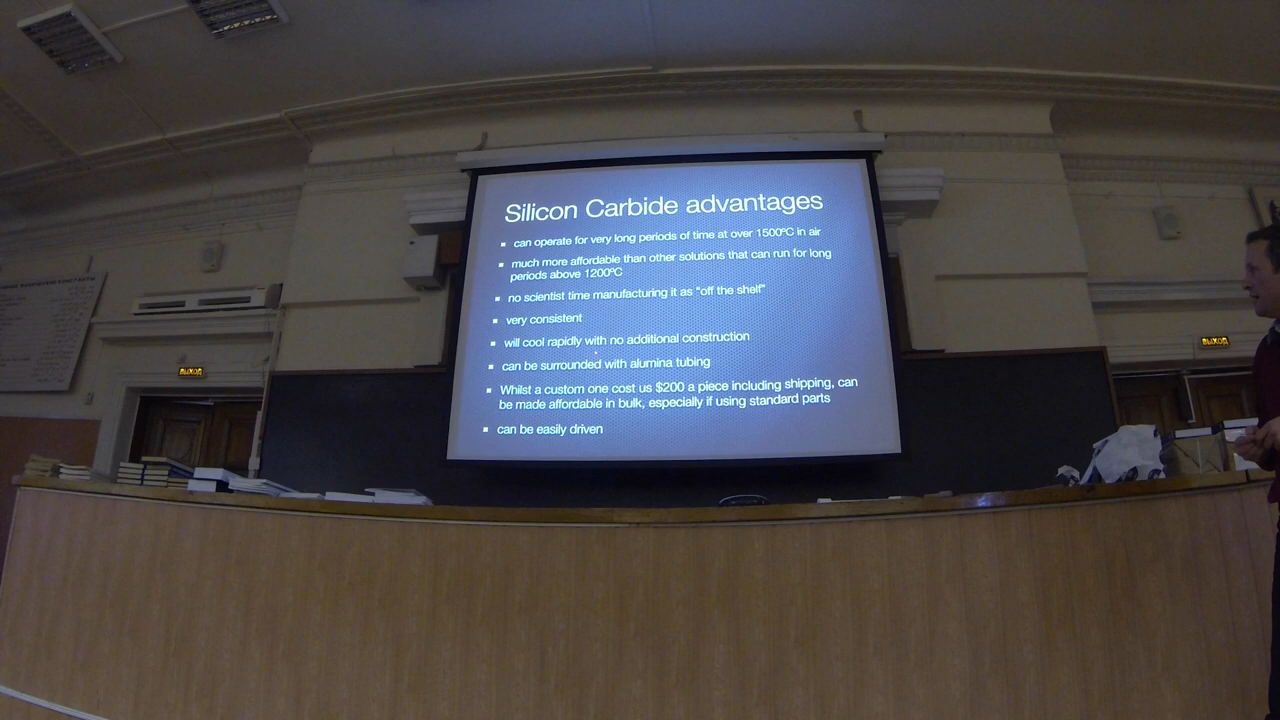 Silicon Carbide advantages
can operate for very long periods of time at over 1500ºC in air
much more affordable than other solutions that can run for long
periods above 1200ºC
no scientist time manufacturing it as "off the shelf"
very consistent
will cool rapidly with no additional construction
can be surrounded with alumina tubing
Whilst a custom one cost us $200 a piece including shipping, can
be made affordable in bulk, especially if using standard parts
can be easily driven
ВЫХОД
ВЫХОД